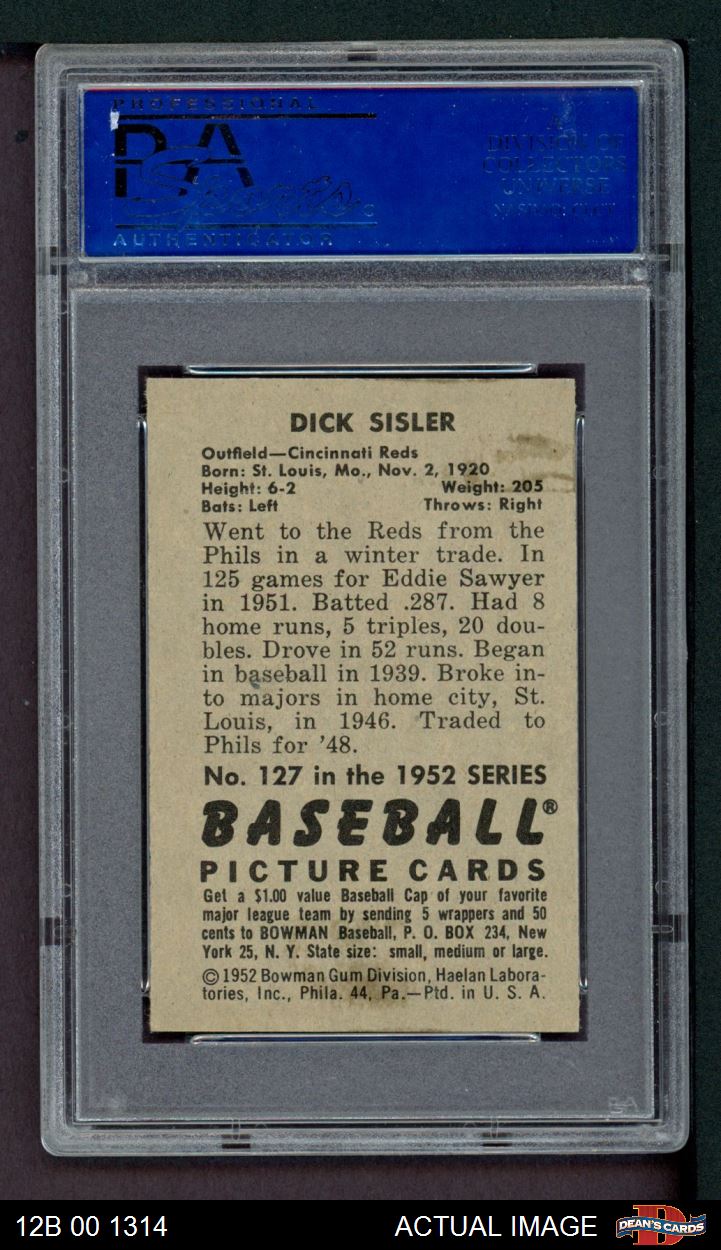 PROFESSIONAL
PSA
Sports
AUTHENTICATOR
A
DIVISION OF
COLLECTORS
UNIVERSE
NASDAQ: CLCT
DICK SISLER
Outfield—Cincinnati Reds
Born: St. Louis, Mo., Nov. 2, 1920
Height: 6-2 Weight: 205
Bats: Left Throws: Right
Went to the Reds from the
Phils in a winter trade. In
125 games for Eddie Sawyer
in 1951. Batted .287. Had 8
home runs, 5 triples, 20 dou-
bles. Drove in 52 runs. Began
in baseball in 1939. Broke in-
to majors in home city, St.
Louis, in 1946. Traded to
Phils for '48.
No. 127 in the 1952 SERIES
BASEBALL®
PICTURE CARDS
Get a $1.00 value Baseball Cap of your favorite
major league team by sending 5 wrappers and 50
cents to BOWMAN Baseball, P. O. BOX 234, New
York 25, N. Y. State size: small, medium or large.
© 1952 Bowman Gum Division, Haelan Labora-
tories, Inc., Phila. 44, Pa.—Ptd. in U. S. A.
PSA
12B 00 1314 ACTUAL IMAGE DEAN'S CARDS